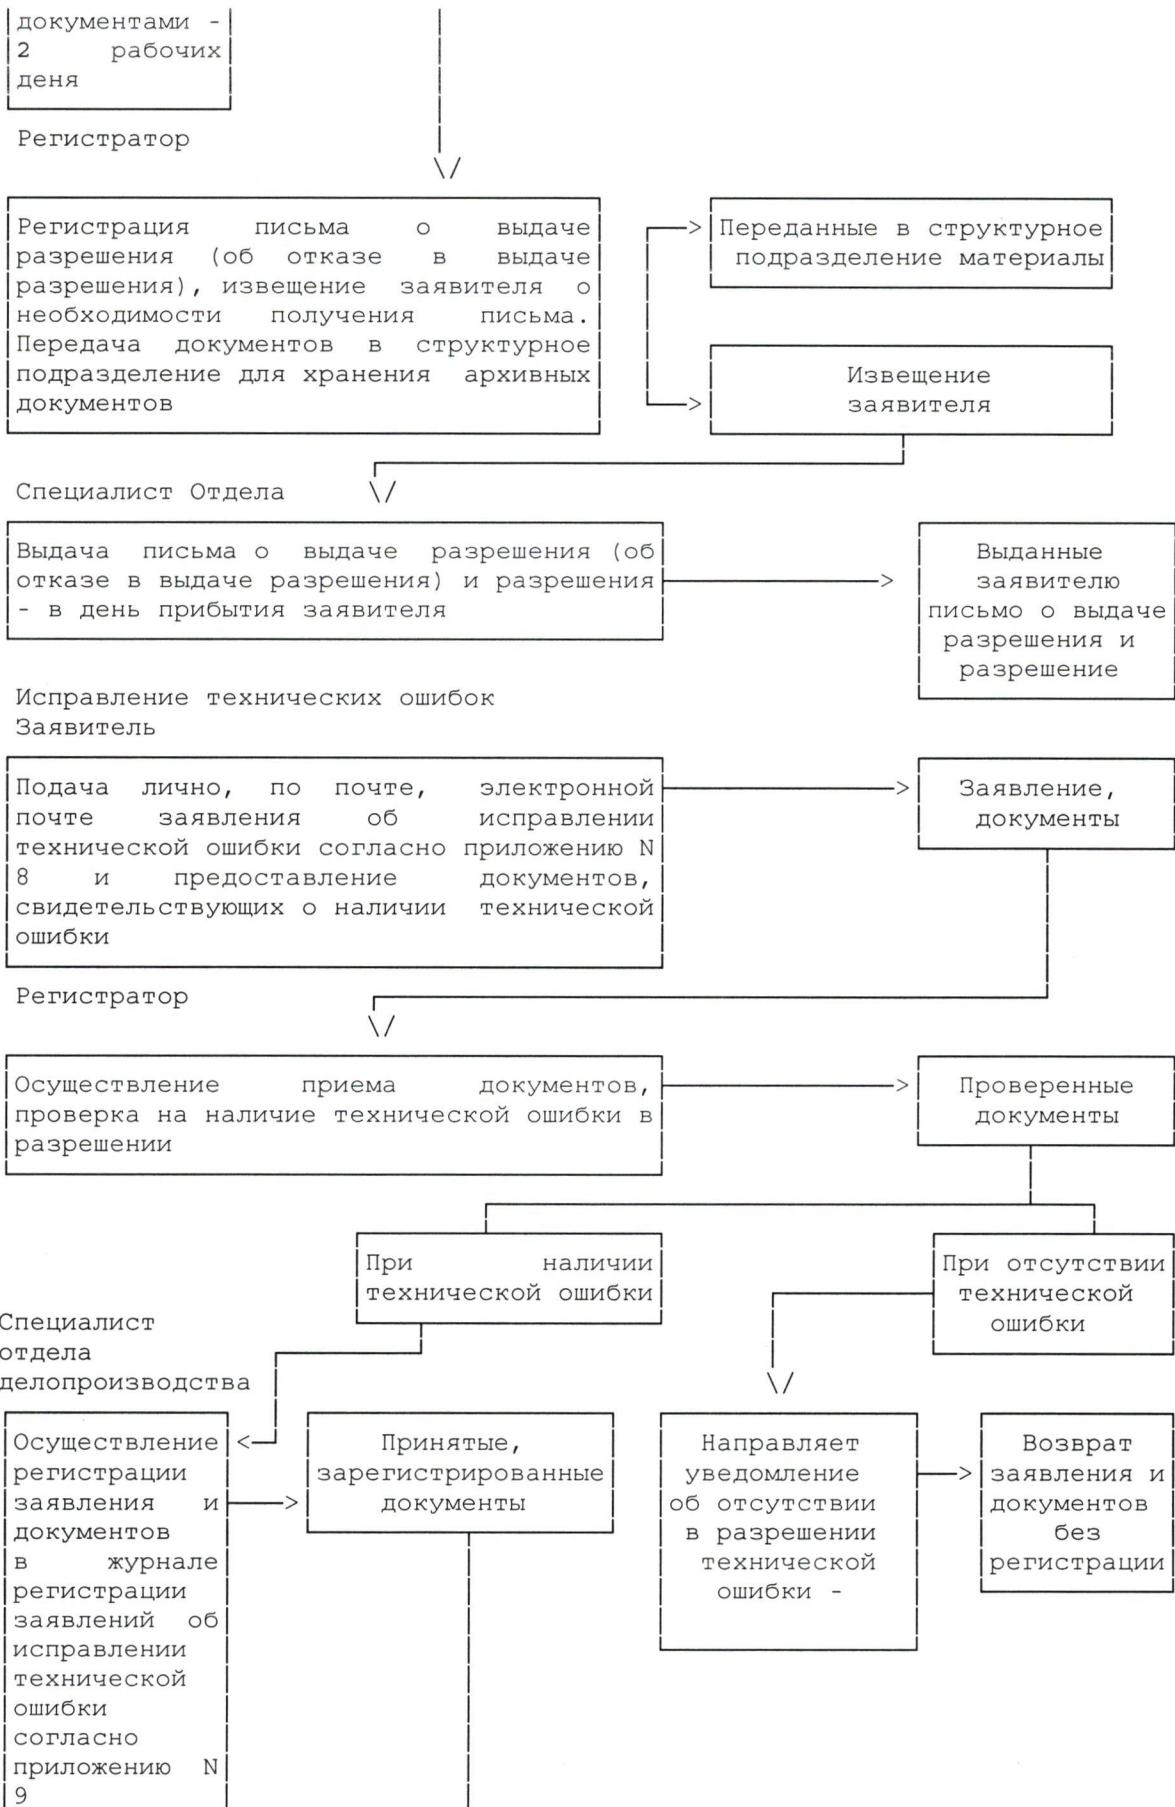 документами -
2 рабочих
деня
Регистратор
Регистрация письма о выдаче
разрешения (об отказе в выдаче
разрешения), извещение заявителя о
необходимости получения письма.
Передача документов в структурное
подразделение для хранения архивных
документов
Переданные в структурное
подразделение материалы
Извещение
заявителя
Специалист Отдела
Выдача письма о выдаче разрешения (об
отказе в выдаче разрешения) и разрешения
- в день прибытия заявителя
Выданные
заявителю
письмо о выдаче
разрешения и
разрешение
Исправление технических ошибок
Заявитель
Подача лично, по почте, электронной
почте заявления об исправлении
технической ошибки согласно приложению N
8 и предоставление документов,
свидетельствующих о наличии технической
ошибки
Заявление,
документы
Регистратор
Осуществление приема документов,
проверка на наличие технической ошибки в
разрешении
Проверенные
документы
При наличии
технической ошибки
При отсутствии
технической
ошибки
Специалист
отдела
делопроизводства
Осуществление
регистрации
заявления и
документов
в журнале
регистрации
заявлений об
исправлении
технической
ошибки
согласно
приложению N
9
Принятые,
зарегистрированные
документы
Направляет
уведомление
об отсутствии
в разрешении
технической
ошибки -
Возврат
заявления и
документов
без
регистрации